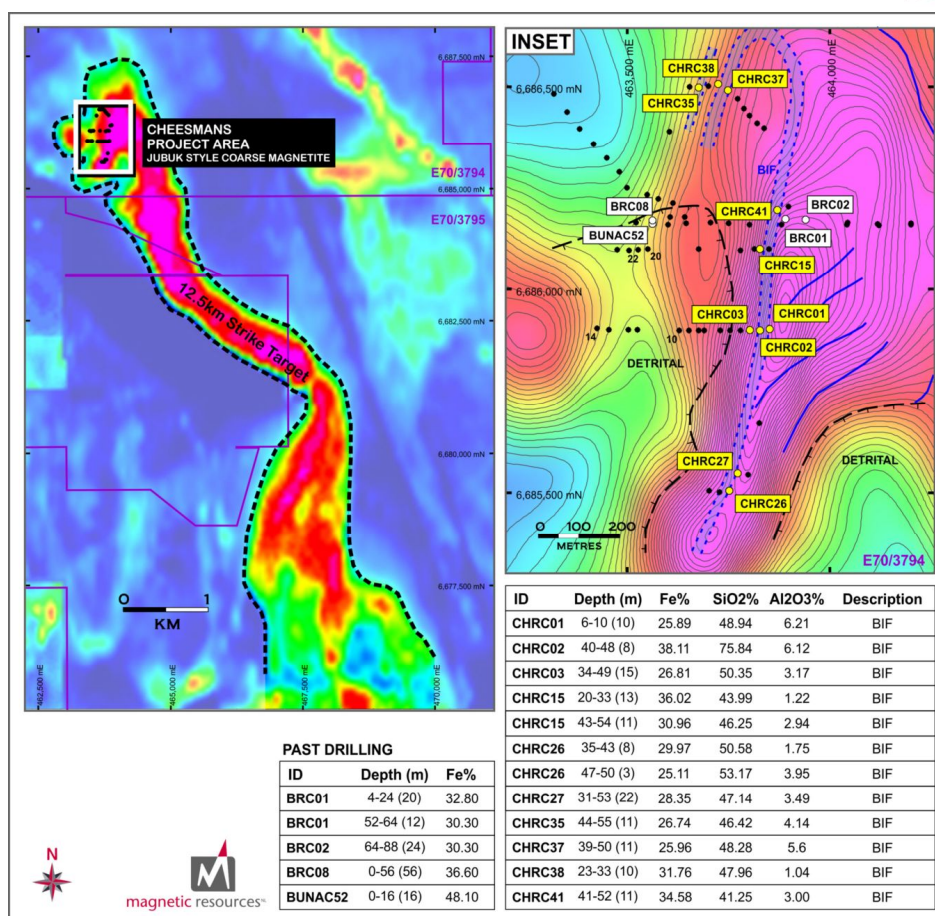 6,687,500 mN
CHEESMANS
PROJECT AREA
JUBUK STYLE COARSE MAGNETITE
E70/3794
6,685,000 mN
E70/3795
12.5km Strike Target
6,682,500 mN
6,680,000 mN
6,677,500 mN
0 1
KM
462,500 mE
465,000 mE
467,500 mE
470,000 mE
INSET
463,500 mE
464,000 mE
6,686,500 mN
CHRC38
CHRC37
CHRC35
BIF
BRC08
BRC02
CHRC41
BUNAC52
BRC01
22
20
CHRC15
6,686,000 mN
CHRC03
CHRC01
14
10
CHRC02
DETRITAL
CHRC27
DETRITAL
6,685,500 mN
CHRC26
0 100 200
METRES
E70/3794
ID Depth (m) Fe% SiO2% Al2O3% Description
CHRC01 6-10 (10) 25.89 48.94 6.21 BIF
CHRC02 40-48 (8) 38.11 75.84 6.12 BIF
CHRC03 34-49 (15) 26.81 50.35 3.17 BIF
CHRC15 20-33 (13) 36.02 43.99 1.22 BIF
CHRC15 43-54 (11) 30.96 46.25 2.94 BIF
CHRC26 35-43 (8) 29.97 50.58 1.75 BIF
CHRC26 47-50 (3) 25.11 53.17 3.95 BIF
CHRC27 31-53 (22) 28.35 47.14 3.49 BIF
CHRC35 44-55 (11) 26.74 46.42 4.14 BIF
CHRC37 39-50 (11) 25.96 48.28 5.6 BIF
CHRC38 23-33 (10) 31.76 47.96 1.04 BIF
CHRC41 41-52 (11) 34.58 41.25 3.00 BIF
PAST DRILLING
ID Depth (m) Fe%
BRC01 4-24 (20) 32.80
BRC01 52-64 (12) 30.30
BRC02 64-88 (24) 30.30
BRC08 0-56 (56) 36.60
BUNAC52 0-16 (16) 48.10
N
magnetic resources